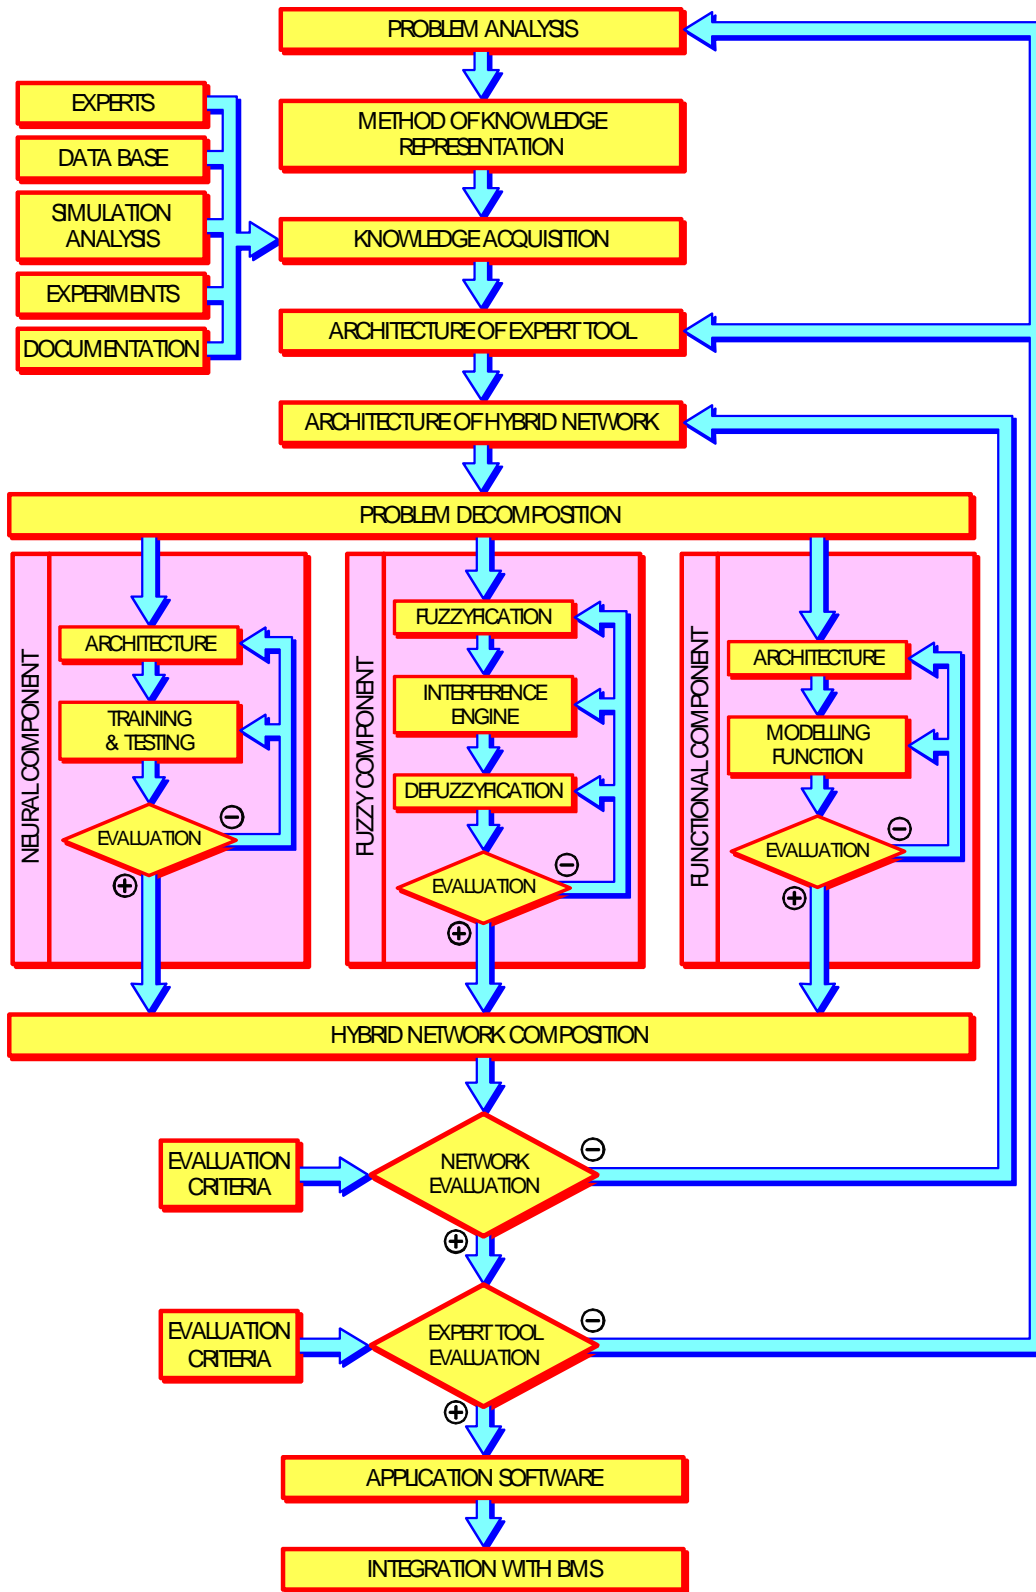 PROBLEM ANALYSIS
EXPERTS
METHOD OF KNOWLEDGE
REPRESENTATION
DATA BASE
SIMULATION
ANALYSIS
KNOWLEDGE ACQUISITION
EXPERIMENTS
DOCUMENTATION
ARCHITECTURE OF EXPERT TOOL
ARCHITECTURE OF HYBRID NETWORK
PROBLEM DECOMPOSITION
NEURAL COMPONENT
ARCHITECTURE
TRAINING
& TESTING
EVALUATION
−
+
FUZZY COMPONENT
FUZZYFICATION
INTERFERENCE
ENGINE
DEFUZZYFICATION
EVALUATION
−
+
FUNCTIONAL COMPONENT
ARCHITECTURE
MODELLING
FUNCTION
EVALUATION
−
+
HYBRID NETWORK COMPOSITION
EVALUATION
CRITERIA
NETWORK
EVALUATION
−
+
EVALUATION
CRITERIA
EXPERT TOOL
EVALUATION
−
+
APPLICATION SOFTWARE
INTEGRATION WITH BMS